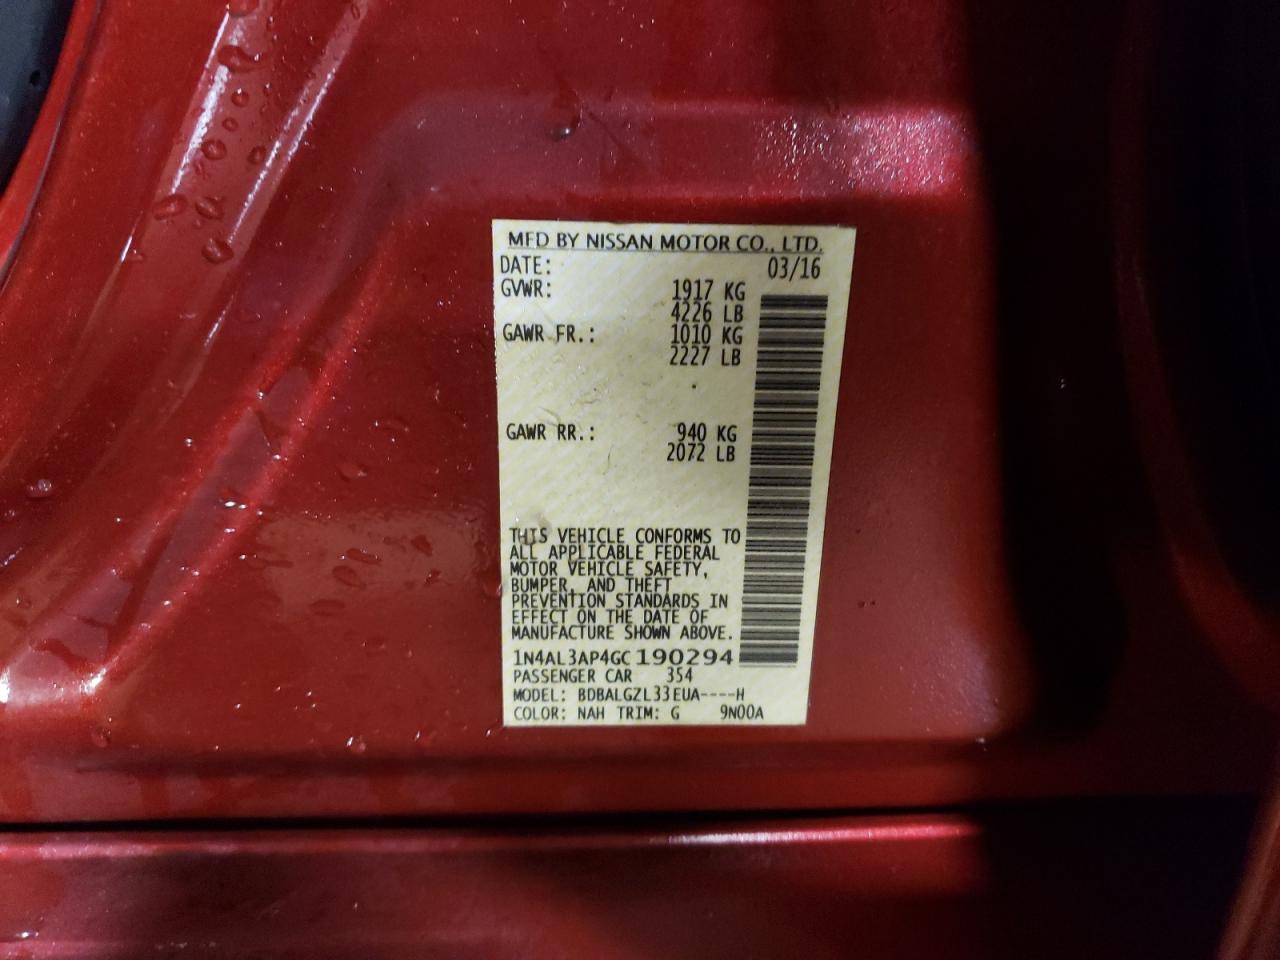 MFD BY NISSAN MOTOR CO., LTD.
DATE: 03/16
GVWR: 1917 KG
4226 LB
GAWR FR.: 1010 KG
2227 LB
GAWR RR.: 940 KG
2072 LB
THIS VEHICLE CONFORMS TO
ALL APPLICABLE FEDERAL
MOTOR VEHICLE SAFETY,
BUMPER, AND THEFT
PREVENTION STANDARDS IN
EFFECT ON THE DATE OF
MANUFACTURE SHOWN ABOVE.
1N4AL3AP4GC190294
PASSENGER CAR 354
MODEL: BDBALGZL33EUA----H
COLOR: NAH TRIM: G 9N00A